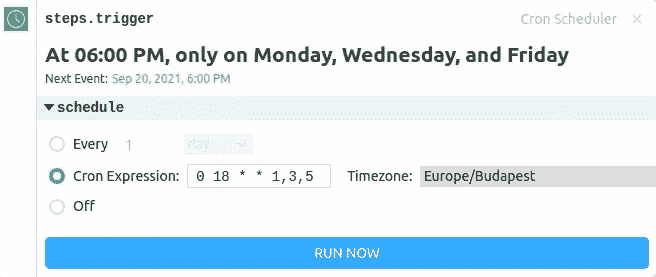 steps.trigger Cron Scheduler ×
At 06:00 PM, only on Monday, Wednesday, and Friday
Next Event: Sep 20, 2021, 6:00 PM
schedule
Every 1 day
Cron Expression: 0 18 * * 1,3,5 Timezone: Europe/Budapest
Off
RUN NOW